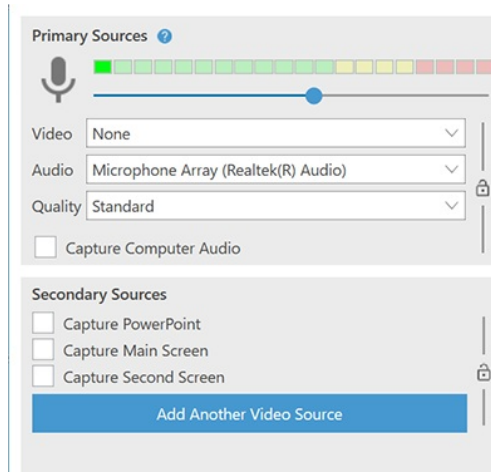 Primary Sources ?
Video None
Audio Microphone Array (Realtek(R) Audio)
Quality Standard
Capture Computer Audio
Secondary Sources
Capture PowerPoint
Capture Main Screen
Capture Second Screen
Add Another Video Source